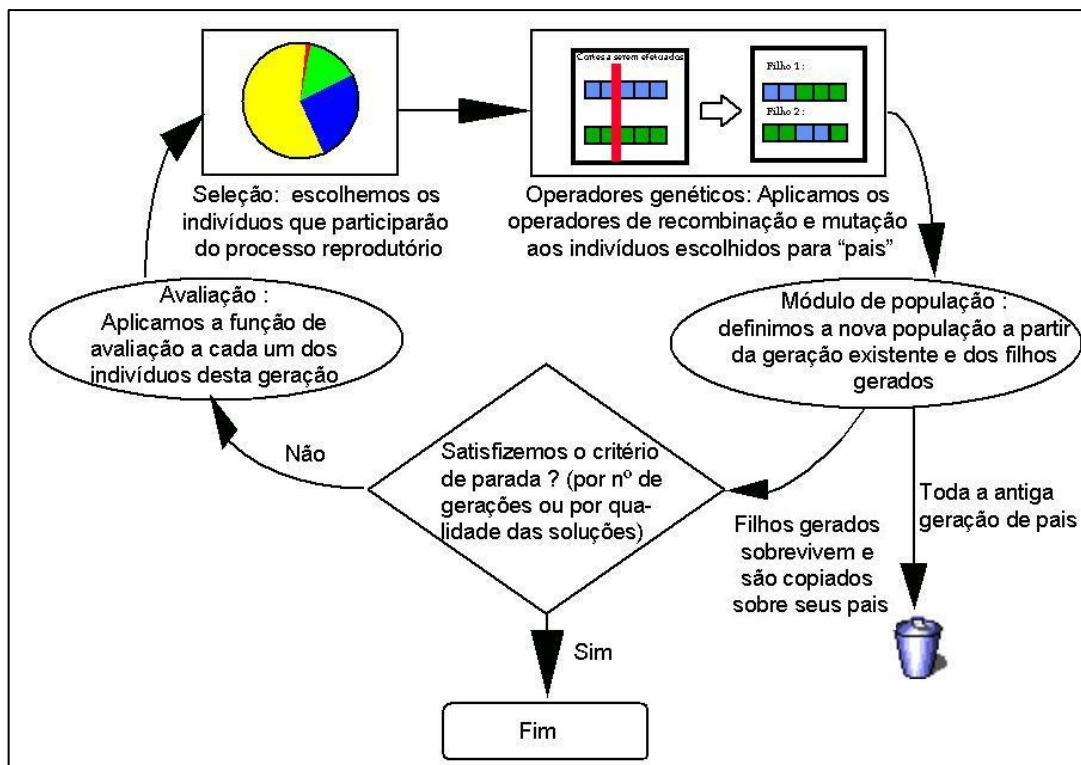 Cortes a serem efetuados
Filho 1 :
Filho 2 :
Seleção: escolhemos os
indivíduos que participarão
do processo reprodutório
Operadores genéticos: Aplicamos os
operadores de recombinação e mutação
aos indivíduos escolhidos para “pais”
Avaliação :
Aplicamos a função de
avaliação a cada um dos
indivíduos desta geração
Módulo de população :
definimos a nova população a partir
da geração existente e dos filhos
gerados
Não
Satisfizemos o critério
de parada ? (por nº de
gerações ou por qua-
lidade das soluções)
Filhos gerados
sobrevivem e
são copiados
sobre seus pais
Toda a antiga
geração de pais
Sim
Fim